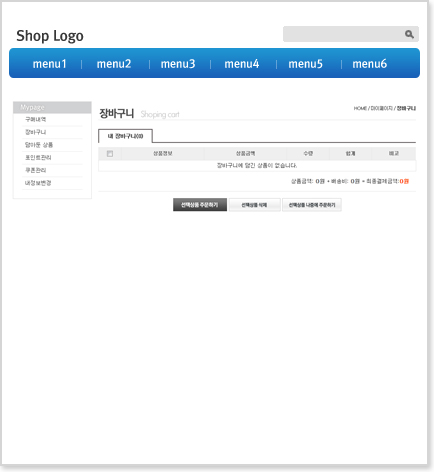 Shop Logo
menu1 menu2 menu3 menu4 menu5 menu6
Mypage
구매내역
장바구니
담아둔 상품
포인트관리
쿠폰관리
내정보변경
장바구니 Shoping cart
HOME / 마이페이지 / 장바구니
내 장바구니(0)
상품정보 상품금액 수량 합계 비고
장바구니에 담긴 상품이 없습니다.
상품금액: 0원 + 배송비: 0원 = 최종결제금액: 0원
선택상품 주문하기 선택상품 삭제 선택상품 나중에 주문하기